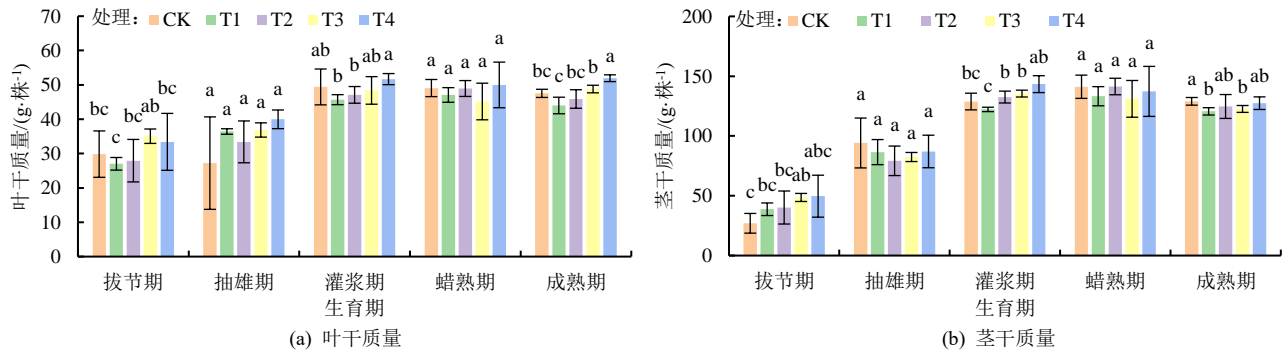 处理： CK T1 T2 T3 T4
叶干质量/(g·株⁻¹)
70
60
50
40
30
20
10
0
bc c bc ab bc
a a a a a
ab b b ab a
a a a a a
bc c bc b a
拔节期 抽雄期 灌浆期 蜡熟期 成熟期
生育期
(a) 叶干质量
处理： CK T1 T2 T3 T4
茎干质量/(g·株⁻¹)
200
150
100
50
0
c bc bc ab abc
a a a a a
bc c b b ab
a a a a a
a c ab b ab
拔节期 抽雄期 灌浆期 蜡熟期 成熟期
生育期
(b) 茎干质量